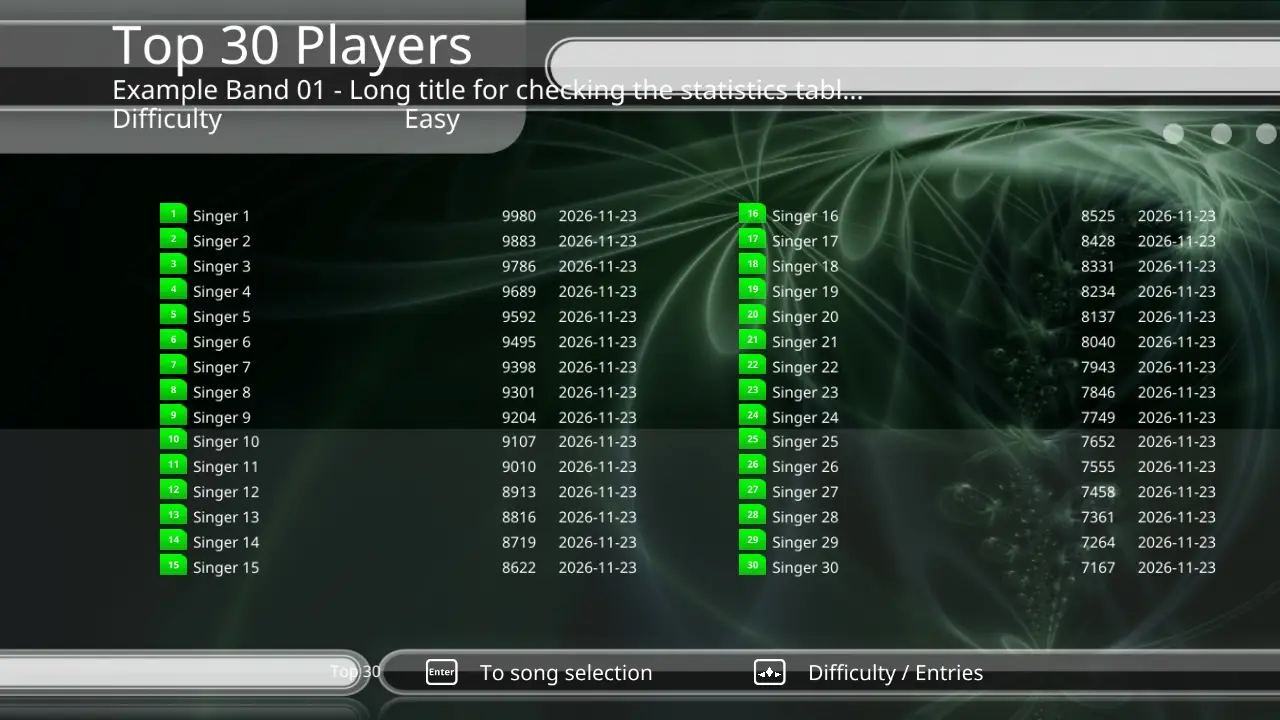 Top 30 Players
Example Band 01 - Long title for checking the statistics tabl...
Difficulty Easy
1 Singer 1 9980 2026-11-23
2 Singer 2 9883 2026-11-23
3 Singer 3 9786 2026-11-23
4 Singer 4 9689 2026-11-23
5 Singer 5 9592 2026-11-23
6 Singer 6 9495 2026-11-23
7 Singer 7 9398 2026-11-23
8 Singer 8 9301 2026-11-23
9 Singer 9 9204 2026-11-23
10 Singer 10 9107 2026-11-23
11 Singer 11 9010 2026-11-23
12 Singer 12 8913 2026-11-23
13 Singer 13 8816 2026-11-23
14 Singer 14 8719 2026-11-23
15 Singer 15 8622 2026-11-23
16 Singer 16 8525 2026-11-23
17 Singer 17 8428 2026-11-23
18 Singer 18 8331 2026-11-23
19 Singer 19 8234 2026-11-23
20 Singer 20 8137 2026-11-23
21 Singer 21 8040 2026-11-23
22 Singer 22 7943 2026-11-23
23 Singer 23 7846 2026-11-23
24 Singer 24 7749 2026-11-23
25 Singer 25 7652 2026-11-23
26 Singer 26 7555 2026-11-23
27 Singer 27 7458 2026-11-23
28 Singer 28 7361 2026-11-23
29 Singer 29 7264 2026-11-23
30 Singer 30 7167 2026-11-23
Top 30 Enter To song selection Difficulty / Entries